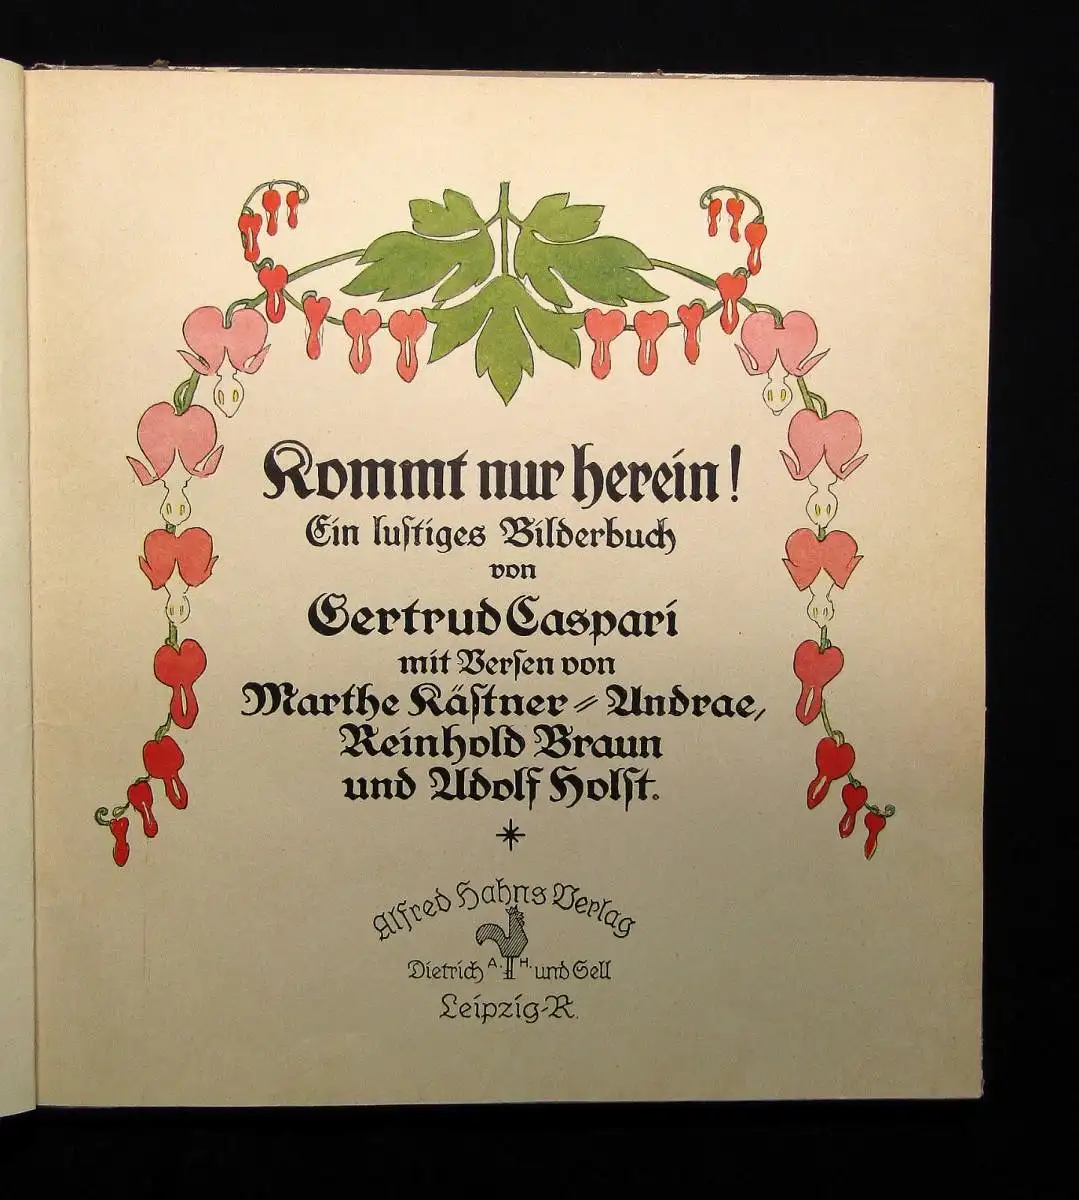 Kommt nur herein!
Ein lustiges Bilderbuch
von
Gertrud Caspari
mit Versen von
Marthe Kästner-Andrae,
Reinhold Braun
und Adolf Holst.
Alfred Hahns Verlag
Dietrich A. H. und Sell
Leipzig-R.